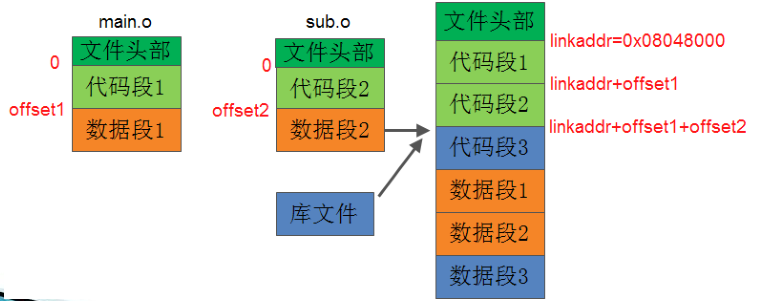 main.o
文件头部
0
代码段1
offset1
数据段1
sub.o
文件头部
0
代码段2
offset2
数据段2
库文件
文件头部
linkaddr=0x08048000
代码段1
linkaddr+offset1
代码段2
linkaddr+offset1+offset2
代码段3
数据段1
数据段2
数据段3